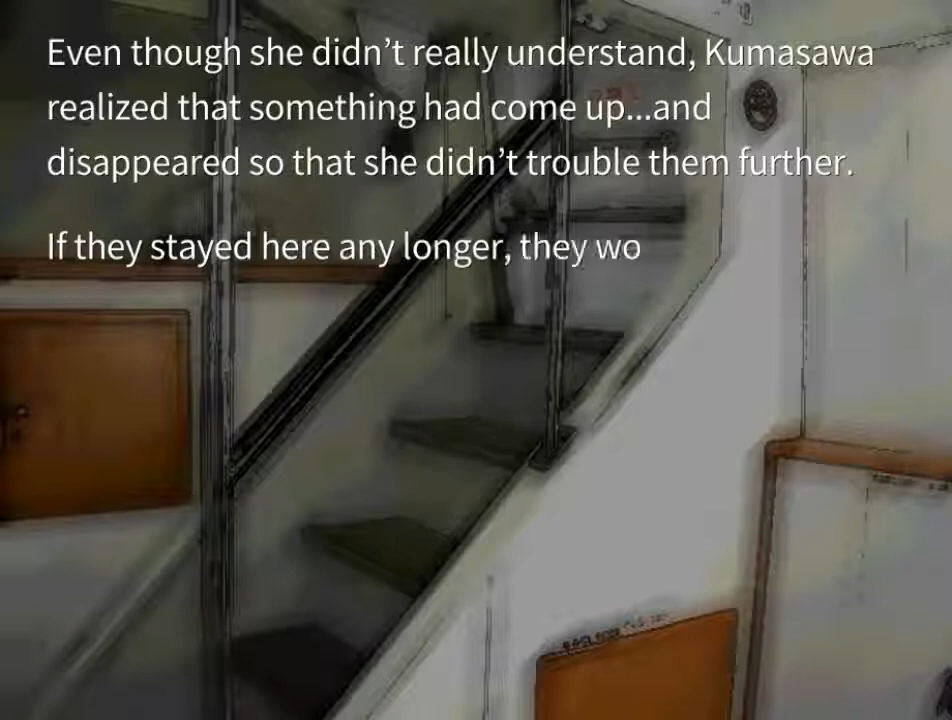 Even though she didn’t really understand, Kumasawa
realized that something had come up...and
disappeared so that she didn’t trouble them further.
If they stayed here any longer, they wo